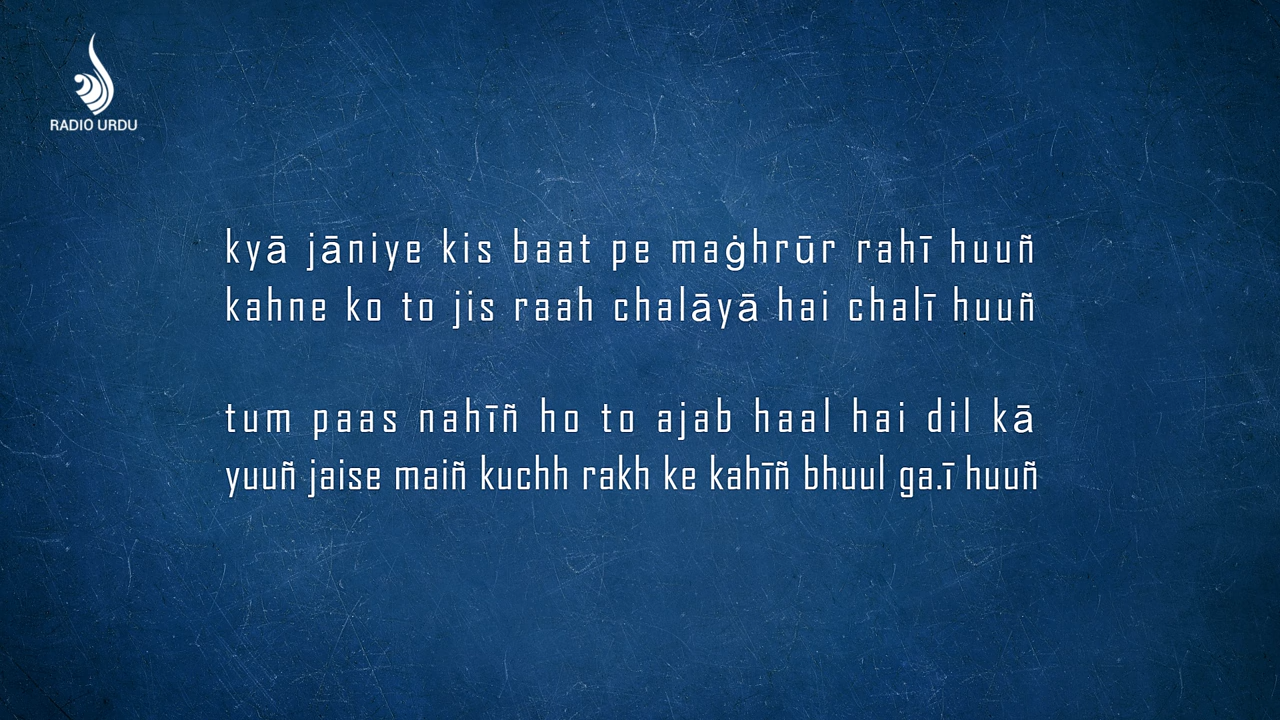 RADIO URDU
kyā jāniye kis baat pe maġhrūr rahī huuñ
kahne ko to jis raah chalāyā hai chalī huuñ
tum paas nahīñ ho to ajab haal hai dil kā
yuuñ jaise maiñ kuchh rakh ke kahīñ bhuul ga.ī huuñ